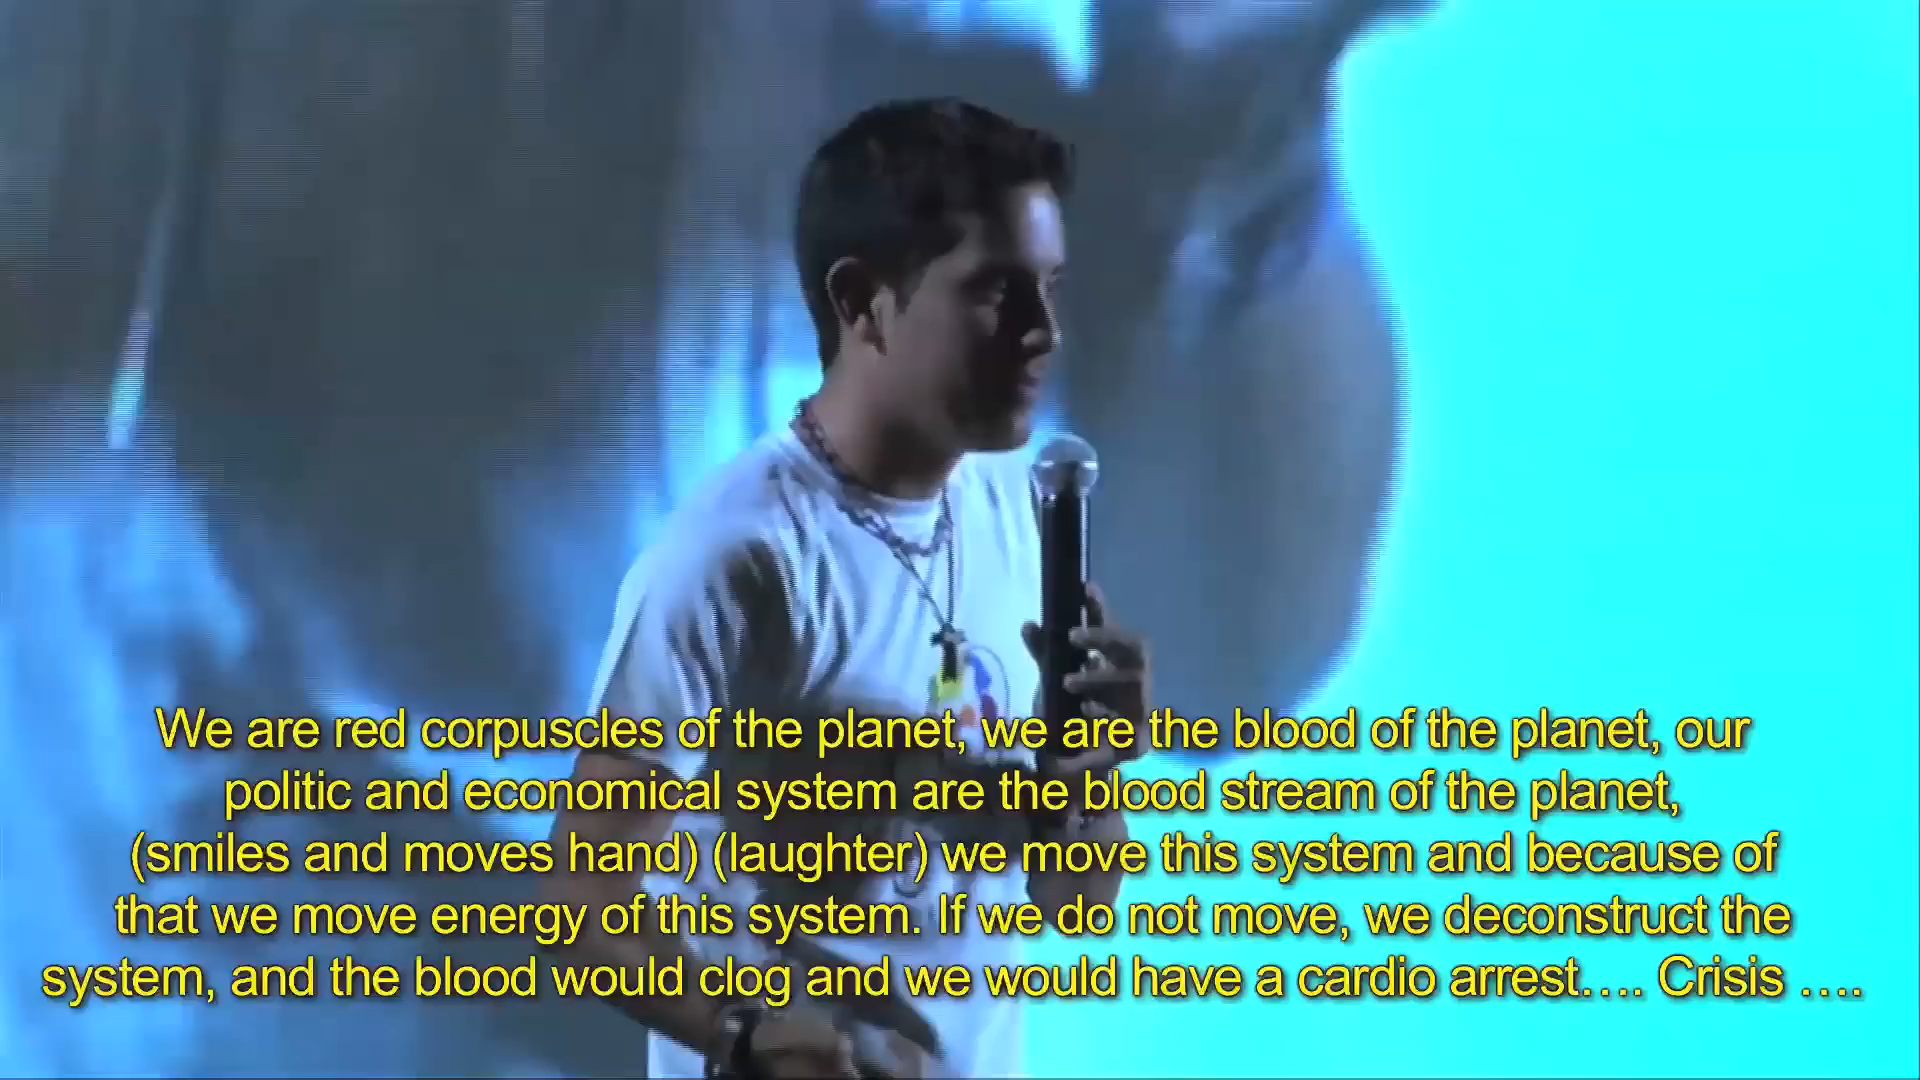 We are red corpuscles of the planet, we are the blood of the planet, our
politic and economical system are the blood stream of the planet,
(smiles and moves hand) (laughter) we move this system and because of
that we move energy of this system. If we do not move, we deconstruct the
system, and the blood would clog and we would have a cardio arrest…. Crisis ….